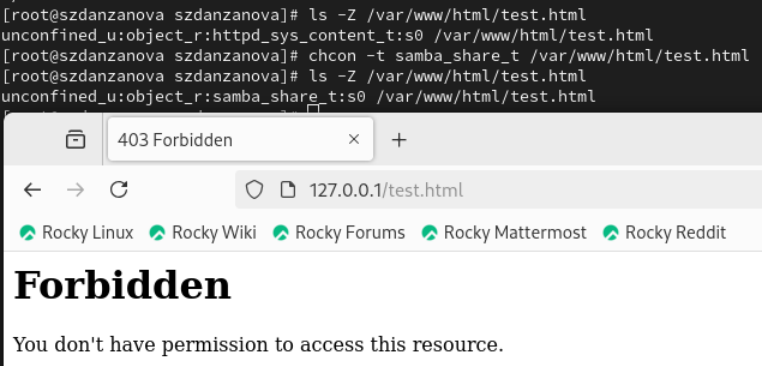 [root@szdanzanova szdanzanova]# ls -Z /var/www/html/test.html
unconfined_u:object_r:httpd_sys_content_t:s0 /var/www/html/test.html
[root@szdanzanova szdanzanova]# chcon -t samba_share_t /var/www/html/test.html
[root@szdanzanova szdanzanova]# ls -Z /var/www/html/test.html
unconfined_u:object_r:samba_share_t:s0 /var/www/html/test.html
403 Forbidden
127.0.0.1/test.html
Rocky Linux Rocky Wiki Rocky Forums Rocky Mattermost Rocky Reddit
Forbidden
You don't have permission to access this resource.